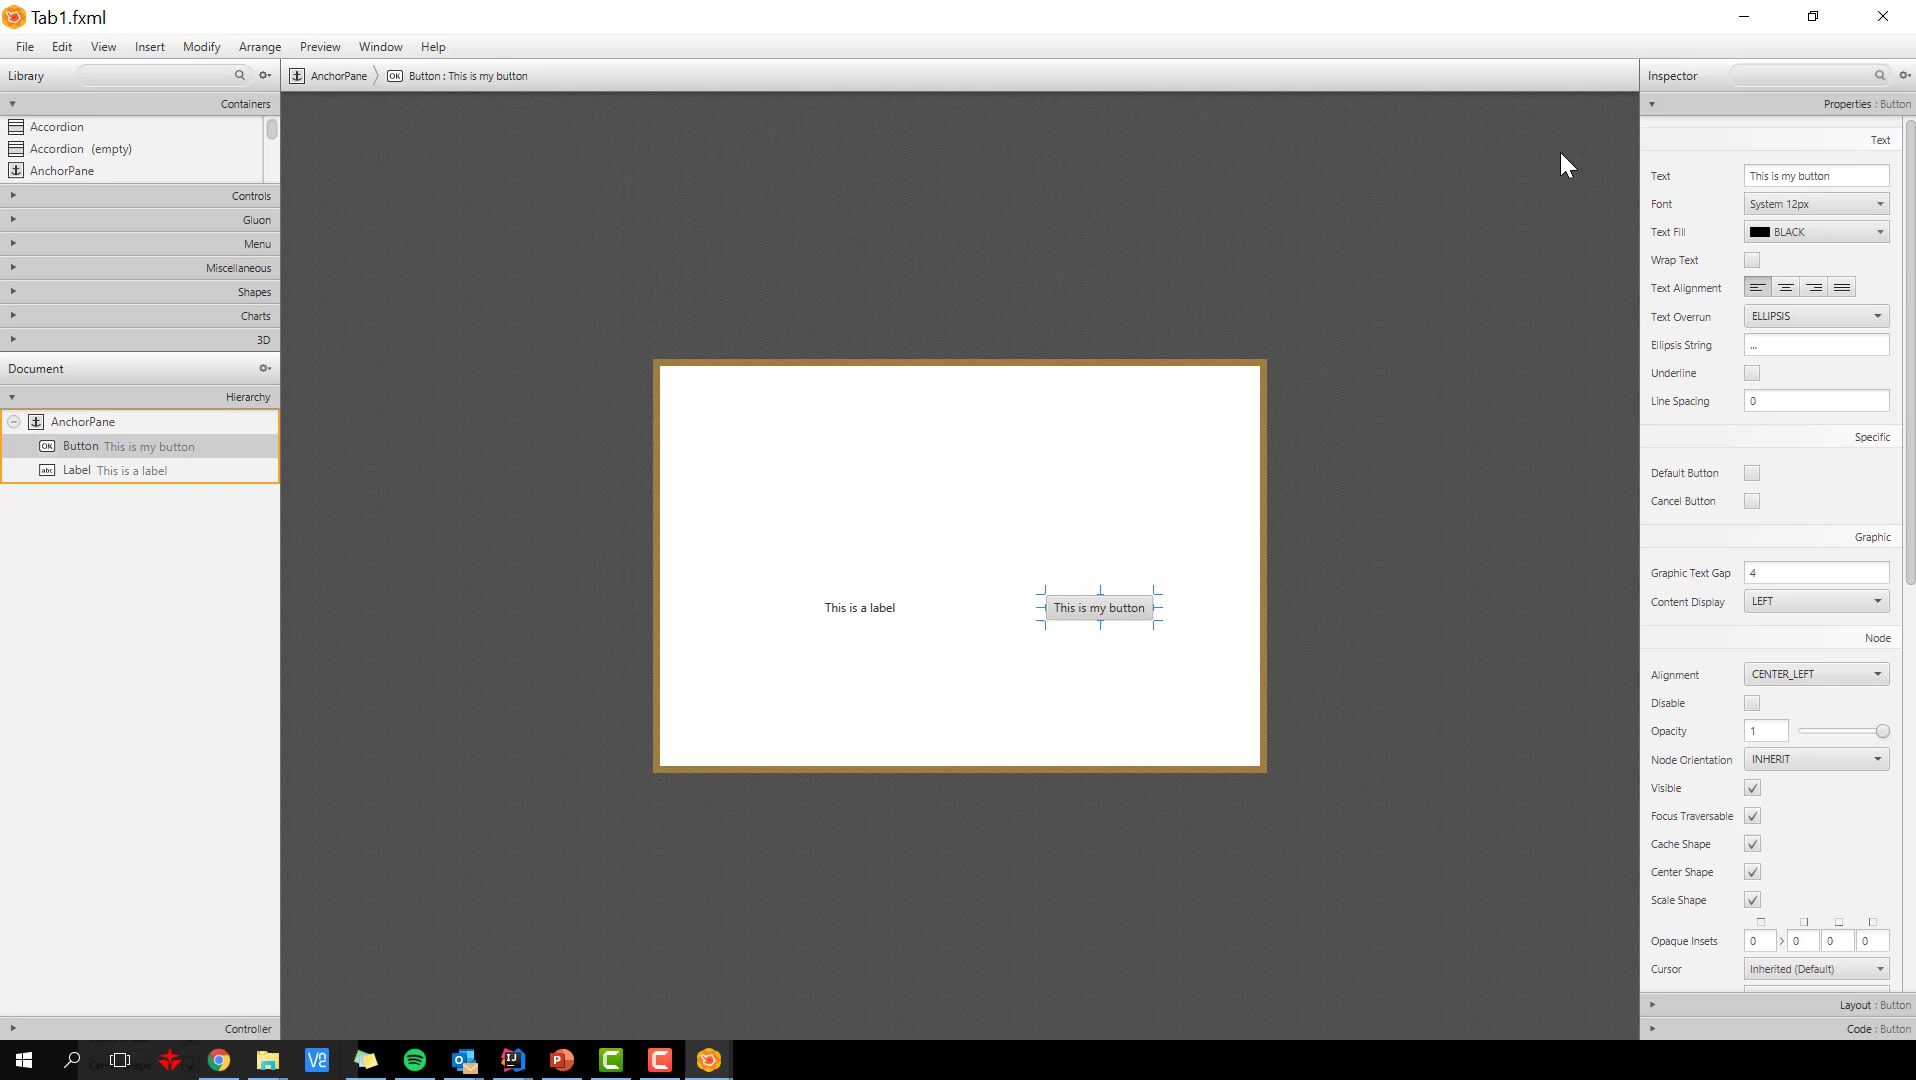 Tab1.fxml
File Edit View Insert Modify Arrange Preview Window Help
Library
Containers
Accordion
Accordion (empty)
AnchorPane
Controls
Gluon
Menu
Miscellaneous
Shapes
Charts
3D
Document
Hierarchy
AnchorPane
OK Button This is my button
abc Label This is a label
Controller
AnchorPane OK Button : This is my button
This is a label
This is my button
Inspector
Properties : Button
Text
Text This is my button
Font System 12px
Text Fill BLACK
Wrap Text
Text Alignment
Text Overrun ELLIPSIS
Ellipsis String ...
Underline
Line Spacing 0
Specific
Default Button
Cancel Button
Graphic
Graphic Text Gap 4
Content Display LEFT
Node
Alignment CENTER_LEFT
Disable
Opacity 1
Node Orientation INHERIT
Visible
Focus Traversable
Cache Shape
Center Shape
Scale Shape
Opaque Insets 0 0 0 0
Cursor Inherited (Default)
Layout : Button
Code : Button